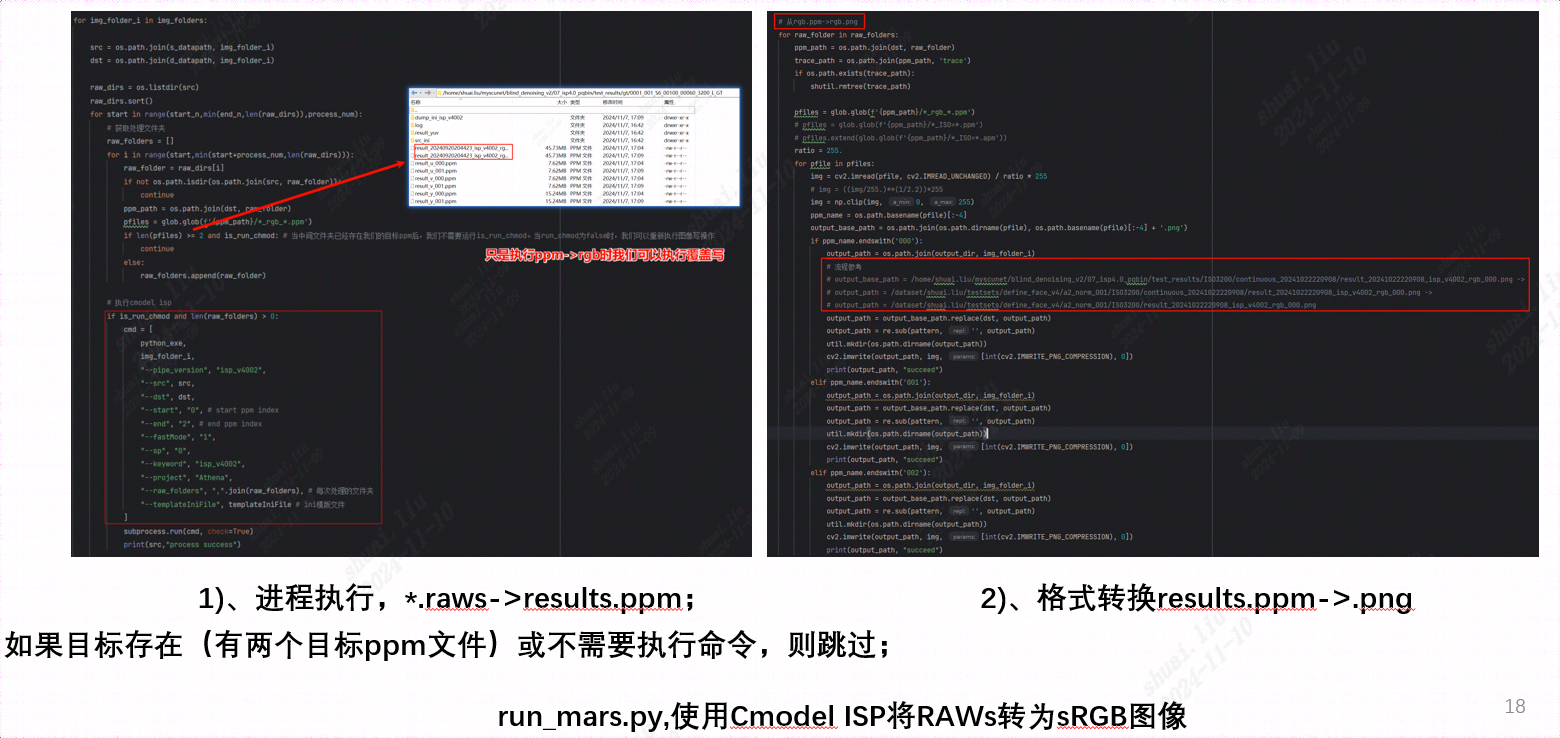 for img_folder_i in img_folders:
src = os.path.join(s_datapath, img_folder_i)
dst = os.path.join(d_datapath, img_folder_i)
raw_dirs = os.listdir(src)
raw_dirs.sort()
for start in range(start_n,min(end_n,len(raw_dirs)),process_num):
# 获取处理文件夹
raw_folders = []
for i in range(start,min(start+process_num,len(raw_dirs))):
raw_folder = raw_dirs[i]
if not os.path.isdir(os.path.join(src, raw_folder)):
continue
ppm_path = os.path.join(dst, raw_folder)
pfiles = glob.glob(f'{ppm_path}/*_rgb_*.ppm')
if len(pfiles) >= 2 and is_run_chmod: # 当中间文件夹已经存在我们的目标ppm后，我们不需要运行is_run_chmod。当run_chmod为false时，我们可以重新执行图像写操作
continue
else:
raw_folders.append(raw_folder)
# 执行cmodel isp
if is_run_chmod and len(raw_folders) > 0:
cmd = [
python_exe,
img_folder_i,
"--pipe_version", "isp_v4002",
"--src", src,
"--dst", dst,
"--start", "0", # start ppm index
"--end", "2", # end ppm index
"--fastMode", "1",
"--sp", "0",
"--keyword", "isp_v4002",
"--project", "Athena",
"--raw_folders", ",".join(raw_folders), # 每次处理的文件夹
"--templateIniFile", templateIniFile # ini模版文件
]
subprocess.run(cmd, check=True)
print(src,"process success")
/home/shuai.liu/myscunet/blind_denoising_v2/07_isp4.0_pqbin/test_results/gt/0001_001_S6_00100_00060_3200_L_GT
名称 大小 类型 修改时间 属性
..
dump_ini_isp_v4002 文件夹 2024/11/7, 17:09 drwxr-xr-x
log 文件夹 2024/11/7, 16:42 drwxr-xr-x
result_yuv 文件夹 2024/11/7, 16:42 drwxr-xr-x
src_ini 文件夹 2024/11/7, 17:09 drwxr-xr-x
result_20240920204423_isp_v4002_rg... 45.73MB PPM 文件 2024/11/7, 17:04 -rw-r--r--
result_20240920204423_isp_v4002_rg... 45.73MB PPM 文件 2024/11/7, 17:09 -rw-r--r--
result_u_000.ppm 7.62MB PPM 文件 2024/11/7, 17:04 -rw-r--r--
result_u_001.ppm 7.62MB PPM 文件 2024/11/7, 17:09 -rw-r--r--
result_v_000.ppm 7.62MB PPM 文件 2024/11/7, 17:04 -rw-r--r--
result_v_001.ppm 7.62MB PPM 文件 2024/11/7, 17:09 -rw-r--r--
result_y_000.ppm 15.24MB PPM 文件 2024/11/7, 17:04 -rw-r--r--
result_y_001.ppm 15.24MB PPM 文件 2024/11/7, 17:09 -rw-r--r--
只是执行ppm->rgb时我们可以执行覆盖写
# 从rgb.ppm->rgb.png
for raw_folder in raw_folders:
ppm_path = os.path.join(dst, raw_folder)
trace_path = os.path.join(ppm_path, 'trace')
if os.path.exists(trace_path):
shutil.rmtree(trace_path)
pfiles = glob.glob(f'{ppm_path}/*_rgb_*.ppm')
# pfiles = glob.glob(f'{ppm_path}/*_ISO=*.ppm')
# pfiles.extend(glob.glob(f'{ppm_path}/*_ISO=*.apm'))
ratio = 255.
for pfile in pfiles:
img = cv2.imread(pfile, cv2.IMREAD_UNCHANGED) / ratio * 255
# img = ((img/255.)**(1/2.2))*255
img = np.clip(img, a_min: 0, a_max: 255)
ppm_name = os.path.basename(pfile)[:-4]
output_base_path = os.path.join(os.path.dirname(pfile), os.path.basename(pfile)[:-4] + '.png')
if ppm_name.endswith('000'):
output_path = os.path.join(output_dir, img_folder_i)
# 流程参考
# output_base_path = /home/shuai.liu/myscunet/blind_denoising_v2/07_isp4.0_pqbin/test_results/ISO3200/continuous_20241022220908/result_20241022220908_isp_v4002_rgb_000.png ->
# output_path = /dataset/shuai.liu/testsets/define_face_v4/a2_norm_001/ISO3200/continuous_20241022220908/result_20241022220908_isp_v4002_rgb_000.png ->
# output_path = /dataset/shuai.liu/testsets/define_face_v4/a2_norm_001/ISO3200/result_20241022220908_isp_v4002_rgb_000.png
output_path = output_base_path.replace(dst, output_path)
output_path = re.sub(pattern, repl: '', output_path)
util.mkdir(os.path.dirname(output_path))
cv2.imwrite(output_path, img, params: [int(cv2.IMWRITE_PNG_COMPRESSION), 0])
print(output_path, "succeed")
elif ppm_name.endswith('001'):
output_path = os.path.join(output_dir, img_folder_i)
output_path = output_base_path.replace(dst, output_path)
output_path = re.sub(pattern, repl: '', output_path)
util.mkdir(os.path.dirname(output_path))
cv2.imwrite(output_path, img, params: [int(cv2.IMWRITE_PNG_COMPRESSION), 0])
print(output_path, "succeed")
elif ppm_name.endswith('002'):
output_path = os.path.join(output_dir, img_folder_i)
output_path = output_base_path.replace(dst, output_path)
output_path = re.sub(pattern, repl: '', output_path)
util.mkdir(os.path.dirname(output_path))
cv2.imwrite(output_path, img, params: [int(cv2.IMWRITE_PNG_COMPRESSION), 0])
print(output_path, "succeed")
1)、进程执行，*.raws->results.ppm；
如果目标存在（有两个目标ppm文件）或不需要执行命令，则跳过；
2)、格式转换results.ppm->.png
run_mars.py,使用Cmodel ISP将RAWs转为sRGB图像
18
shuai.liu
2024-11-10